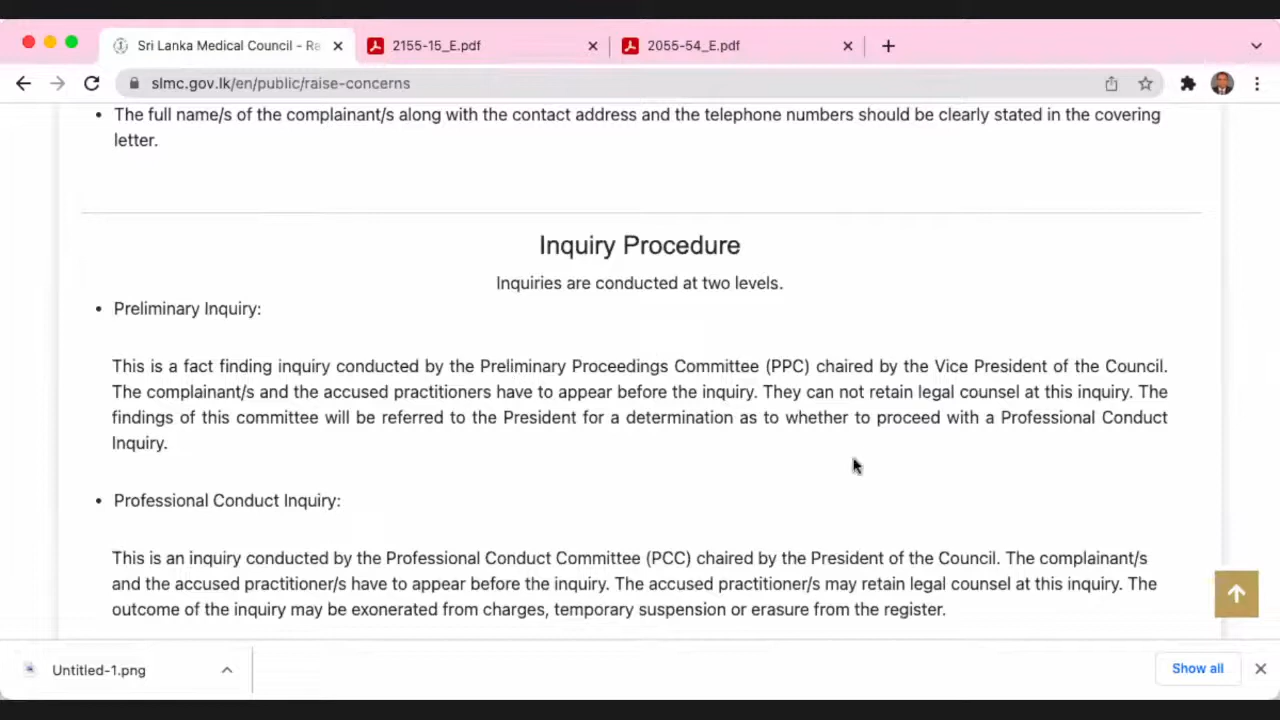 Sri Lanka Medical Council - Ra
2155-15_E.pdf
2055-54_E.pdf
slmc.gov.lk/en/public/raise-concerns
• The full name/s of the complainant/s along with the contact address and the telephone numbers should be clearly stated in the covering
letter.
Inquiry Procedure
Inquiries are conducted at two levels.
• Preliminary Inquiry:
This is a fact finding inquiry conducted by the Preliminary Proceedings Committee (PPC) chaired by the Vice President of the Council.
The complainant/s and the accused practitioners have to appear before the inquiry. They can not retain legal counsel at this inquiry. The
findings of this committee will be referred to the President for a determination as to whether to proceed with a Professional Conduct
Inquiry.
• Professional Conduct Inquiry:
This is an inquiry conducted by the Professional Conduct Committee (PCC) chaired by the President of the Council. The complainant/s
and the accused practitioner/s have to appear before the inquiry. The accused practitioner/s may retain legal counsel at this inquiry. The
outcome of the inquiry may be exonerated from charges, temporary suspension or erasure from the register.
Untitled-1.png
Show all